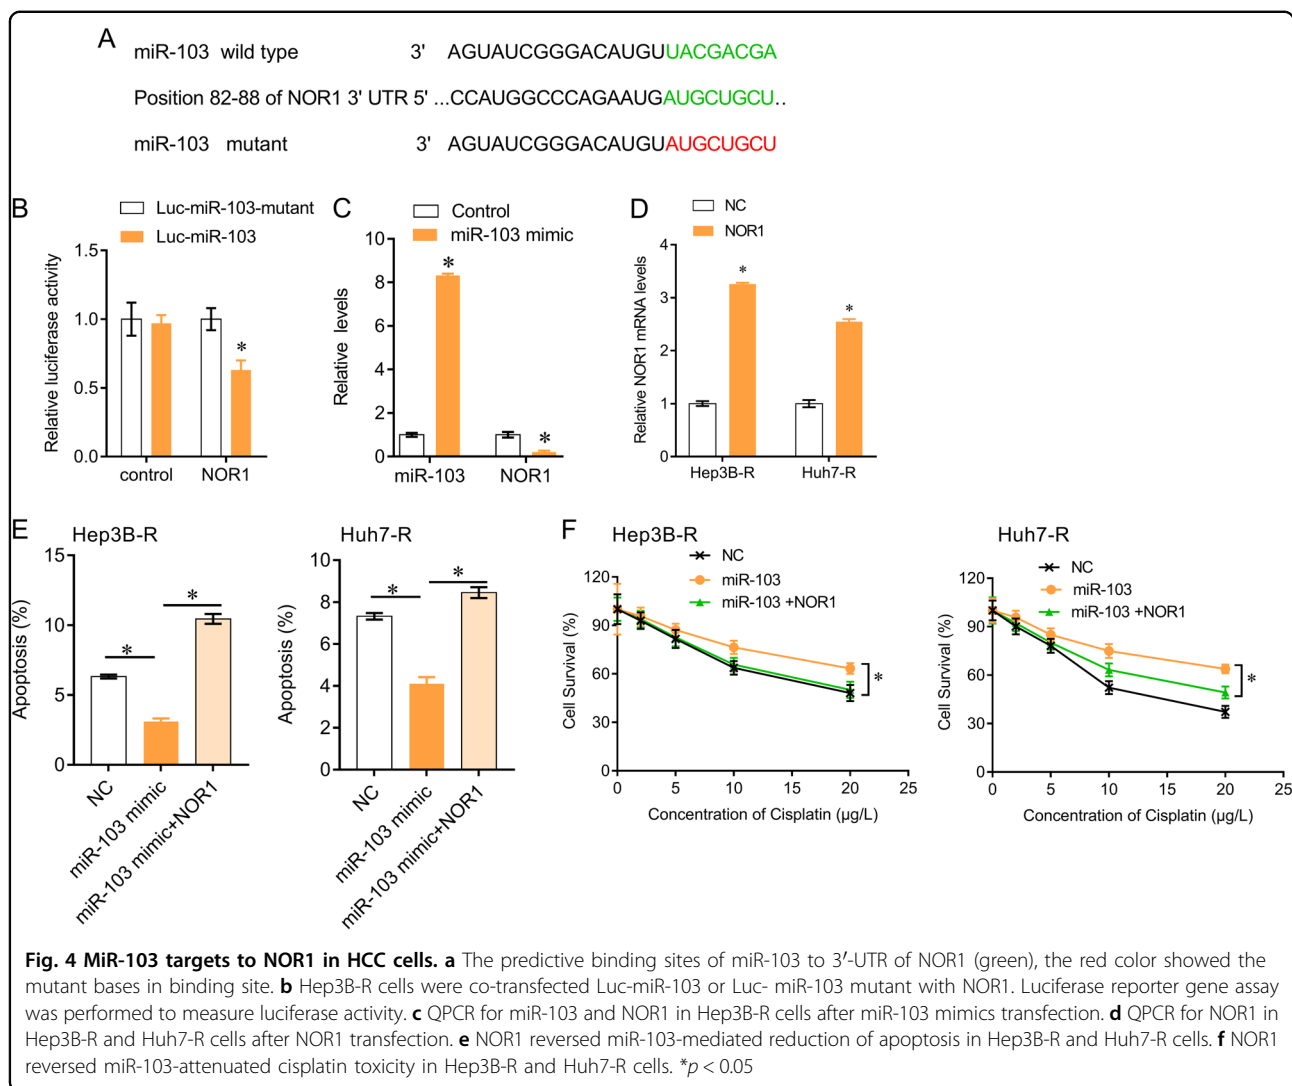 A
miR-103 wild type 3' AGUAUCGGGACAUGUUACGACGA
Position 82-88 of NOR1 3' UTR 5' ...CCAUGGCCCAGAAUGAUGCUGCU..
miR-103 mutant 3' AGUAUCGGGACAUGUAUGCUGCU
B
Luc-miR-103-mutant
Luc-miR-103
Relative luciferase activity
1.5
1.0
0.5
0.0
*
control NOR1
C
Control
miR-103 mimic
Relative levels
10
8
6
4
2
0
*
*
miR-103 NOR1
D
NC
NOR1
Relative NOR1 mRNA levels
4
3
2
1
0
*
*
Hep3B-R Huh7-R
E
Hep3B-R
Apoptosis (%)
15
10
5
0
*
*
NC
miR-103 mimic
miR-103 mimic+NOR1
Huh7-R
Apoptosis (%)
10
8
6
4
2
0
*
*
NC
miR-103 mimic
miR-103 mimic+NOR1
F
Hep3B-R
NC
miR-103
miR-103 +NOR1
Cell Survival (%)
120
90
60
30
0
*
0 5 10 15 20 25
Concentration of Cisplatin (µg/L)
Huh7-R
NC
miR-103
miR-103 +NOR1
Cell Survival (%)
120
90
60
30
0
*
0 5 10 15 20 25
Concentration of Cisplatin (µg/L)
Fig. 4 MiR-103 targets to NOR1 in HCC cells. a The predictive binding sites of miR-103 to 3′-UTR of NOR1 (green), the red color showed the
mutant bases in binding site. b Hep3B-R cells were co-transfected Luc-miR-103 or Luc- miR-103 mutant with NOR1. Luciferase reporter gene assay
was performed to measure luciferase activity. c QPCR for miR-103 and NOR1 in Hep3B-R cells after miR-103 mimics transfection. d QPCR for NOR1 in
Hep3B-R and Huh7-R cells after NOR1 transfection. e NOR1 reversed miR-103-mediated reduction of apoptosis in Hep3B-R and Huh7-R cells. f NOR1
reversed miR-103-attenuated cisplatin toxicity in Hep3B-R and Huh7-R cells. *p < 0.05